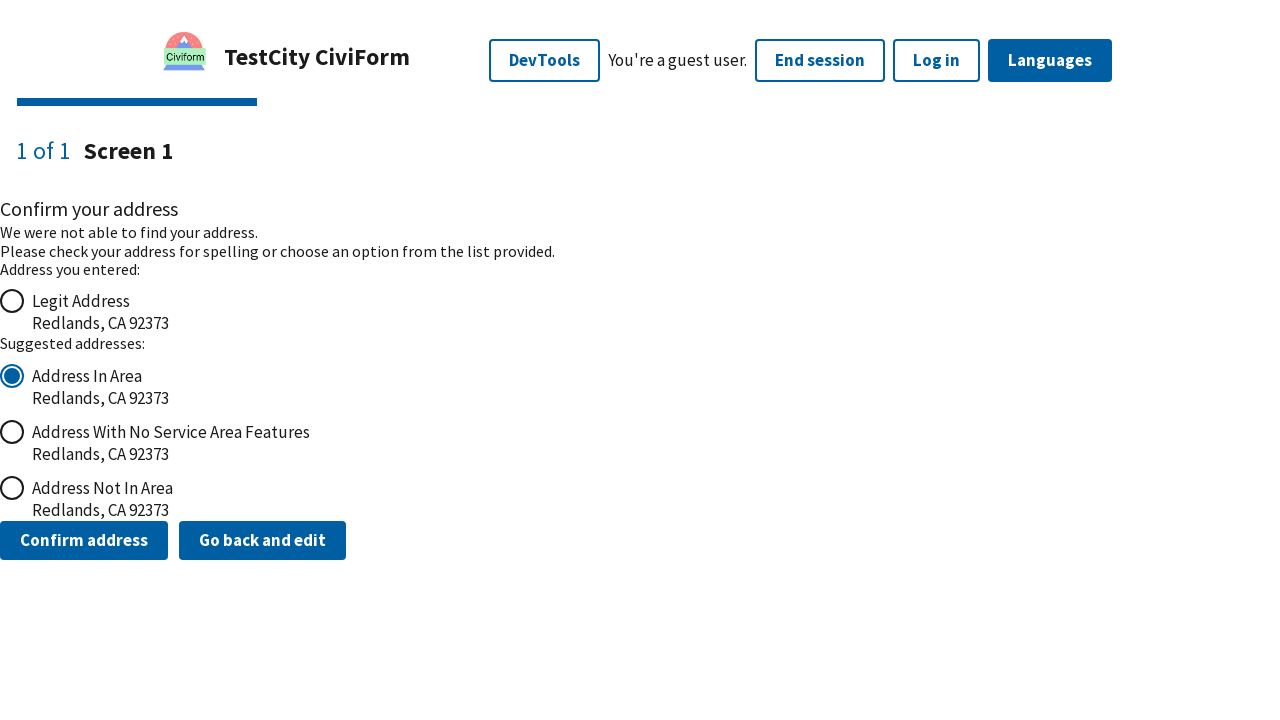 Civiform
TestCity CiviForm
DevTools
You're a guest user.
End session
Log in
Languages
1 of 1 Screen 1
Confirm your address
We were not able to find your address.
Please check your address for spelling or choose an option from the list provided.
Address you entered:
Legit Address
Redlands, CA 92373
Suggested addresses:
Address In Area
Redlands, CA 92373
Address With No Service Area Features
Redlands, CA 92373
Address Not In Area
Redlands, CA 92373
Confirm address
Go back and edit